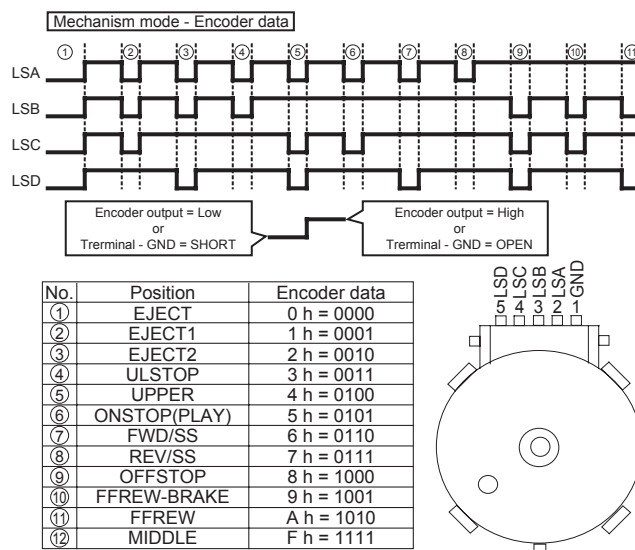 Mechanism mode - Encoder data
① ② ③ ④ ⑤ ⑥ ⑦ ⑧ ⑨ ⑩ ⑪
LSA
LSB
LSC
LSD
Encoder output = Low
or
Trerminal - GND = SHORT
Encoder output = High
or
Terminal - GND = OPEN
No. Position Encoder data
① EJECT 0 h = 0000
② EJECT1 1 h = 0001
③ EJECT2 2 h = 0010
④ ULSTOP 3 h = 0011
⑤ UPPER 4 h = 0100
⑥ ONSTOP(PLAY) 5 h = 0101
⑦ FWD/SS 6 h = 0110
⑧ REV/SS 7 h = 0111
⑨ OFFSTOP 8 h = 1000
⑩ FFREW-BRAKE 9 h = 1001
⑪ FFREW A h = 1010
⑫ MIDDLE F h = 1111
5 LSD
4 LSC
3 LSB
2 LSA
1 GND